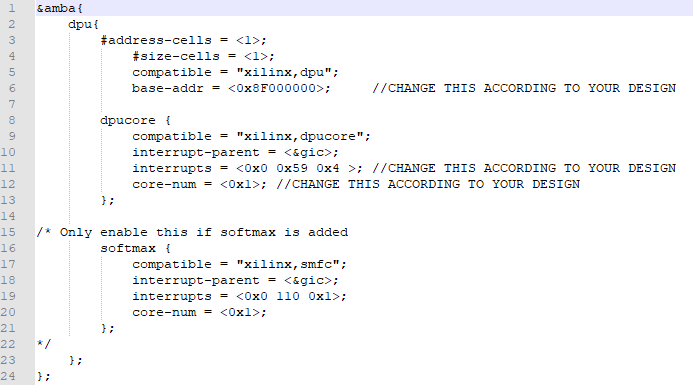 1 &amba{
2     dpu{
3         #address-cells = <1>;
4             #size-cells = <1>;
5             compatible = "xilinx,dpu";
6             base-addr = <0x8F000000>;     //CHANGE THIS ACCORDING TO YOUR DESIGN
7
8         dpucore {
9             compatible = "xilinx,dpucore";
10             interrupt-parent = <&gic>;
11             interrupts = <0x0 0x59 0x4 >; //CHANGE THIS ACCORDING TO YOUR DESIGN
12             core-num = <0x1>; //CHANGE THIS ACCORDING TO YOUR DESIGN
13         };
14
15 /* Only enable this if softmax is added
16         softmax {
17             compatible = "xilinx,smfc";
18             interrupt-parent = <&gic>;
19             interrupts = <0x0 110 0x1>;
20             core-num = <0x1>;
21         };
22 */
23     };
24 };